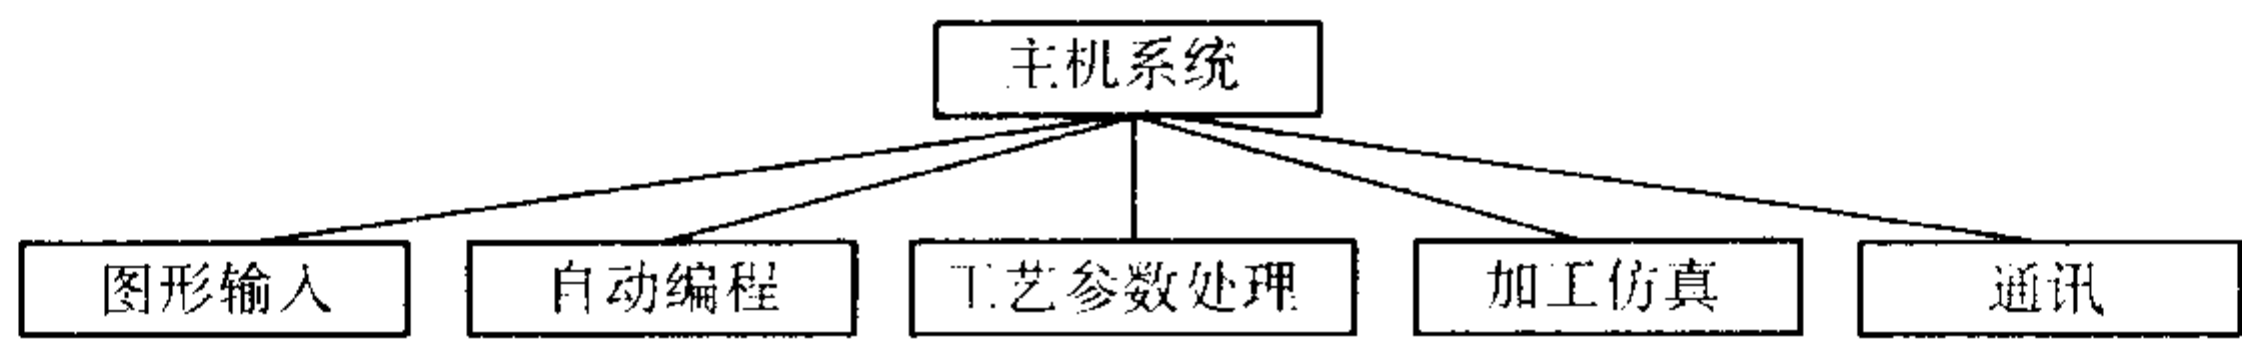 主机系统
图形输入
自动编程
工艺参数处理
加工仿真
通讯